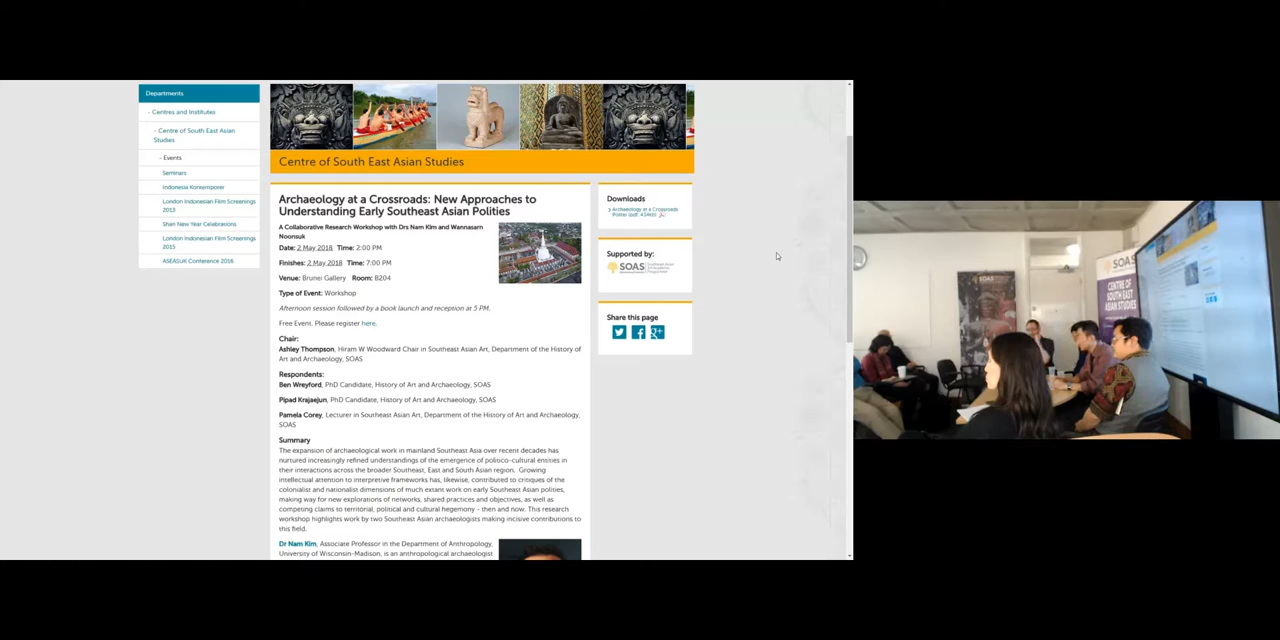 Departments
- Centres and Institutes
- Centre of South East Asian
Studies
- Events
Seminars
Indonesia Kontemporer
London Indonesian Film Screenings
2013
Shan New Year Celebrations
London Indonesian Film Screenings
2015
ASEASUK Conference 2016
Centre of South East Asian Studies
Archaeology at a Crossroads: New Approaches to
Understanding Early Southeast Asian Polities
A Collaborative Research Workshop with Drs Nam Kim and Wannasarn
Noonsuk
Date: 2 May 2018 Time: 2:00 PM
Finishes: 2 May 2018 Time: 7:00 PM
Venue: Brunei Gallery Room: B204
Type of Event: Workshop
Afternoon session followed by a book launch and reception at 5 PM.
Free Event. Please register here.
Chair:
Ashley Thompson, Hiram W Woodward Chair in Southeast Asian Art, Department of the History of
Art and Archaeology, SOAS
Respondents:
Ben Wreyford, PhD Candidate, History of Art and Archaeology, SOAS
Pipad Krajaejun, PhD Candidate, History of Art and Archaeology, SOAS
Pamela Corey, Lecturer in Southeast Asian Art, Department of the History of Art and Archaeology,
SOAS
Summary
The expansion of archaeological work in mainland Southeast Asia over recent decades has
nurtured increasingly refined understandings of the emergence of politico-cultural entities in
their interactions across the broader Southeast, East and South Asian region. Growing
intellectual attention to interpretive frameworks has, likewise, contributed to critiques of the
colonialist and nationalist dimensions of much extant work on early Southeast Asian polities,
making way for new explorations of networks, shared practices and objectives, as well as
competing claims to territorial, political and cultural hegemony - then and now. This research
workshop highlights work by two Southeast Asian archaeologists making incisive contributions to
this field.
Dr Nam Kim, Associate Professor in the Department of Anthropology,
University of Wisconsin-Madison, is an anthropological archaeologist
Downloads
Archaeology at a Crossroads
Poster (pdf, 434kb)
Supported by:
SOAS
Southeast Asian
Art Academic
Programme
Share this page
SOAS
SOAS
CENTRE OF
SOUTH EAST
ASIAN
STUDIES